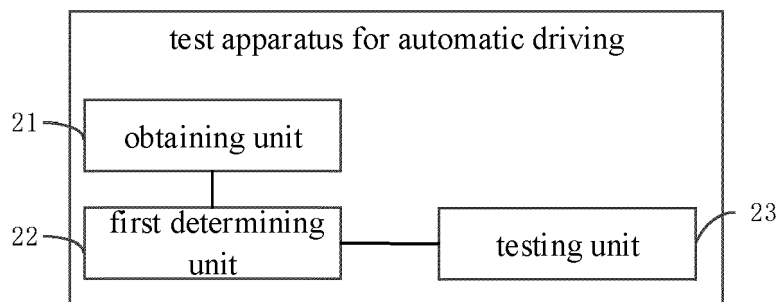 test apparatus for automatic driving
21
obtaining unit
22
first determining
unit
testing unit
23